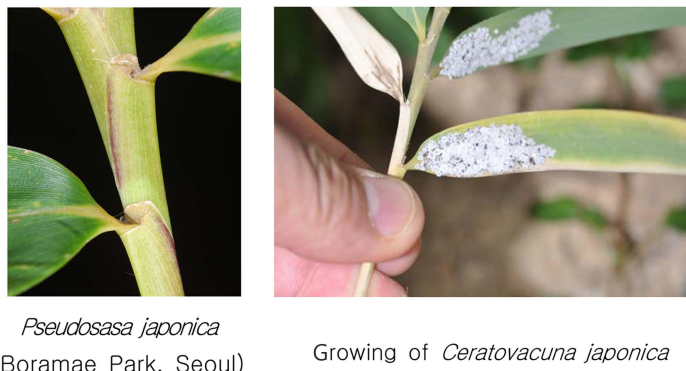 Pseudosasa japonica
Boramae Park, Seoul)
Growing of Ceratovacuna japonica